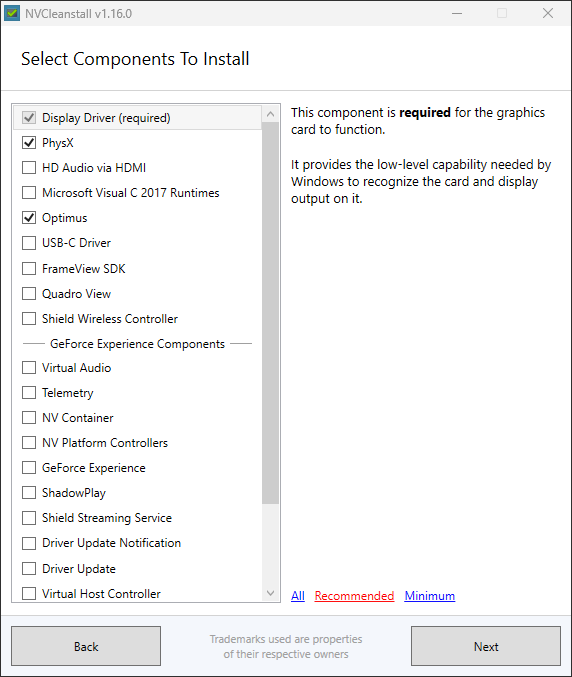 NVCleanstall v1.16.0
Select Components To Install
Display Driver (required)
PhysX
HD Audio via HDMI
Microsoft Visual C 2017 Runtimes
Optimus
USB-C Driver
FrameView SDK
Quadro View
Shield Wireless Controller
GeForce Experience Components
Virtual Audio
Telemetry
NV Container
NV Platform Controllers
GeForce Experience
ShadowPlay
Shield Streaming Service
Driver Update Notification
Driver Update
Virtual Host Controller
This component is required for the graphics
card to function.
It provides the low-level capability needed by
Windows to recognize the card and display
output on it.
All Recommended Minimum
Back
Trademarks used are properties
of their respective owners
Next